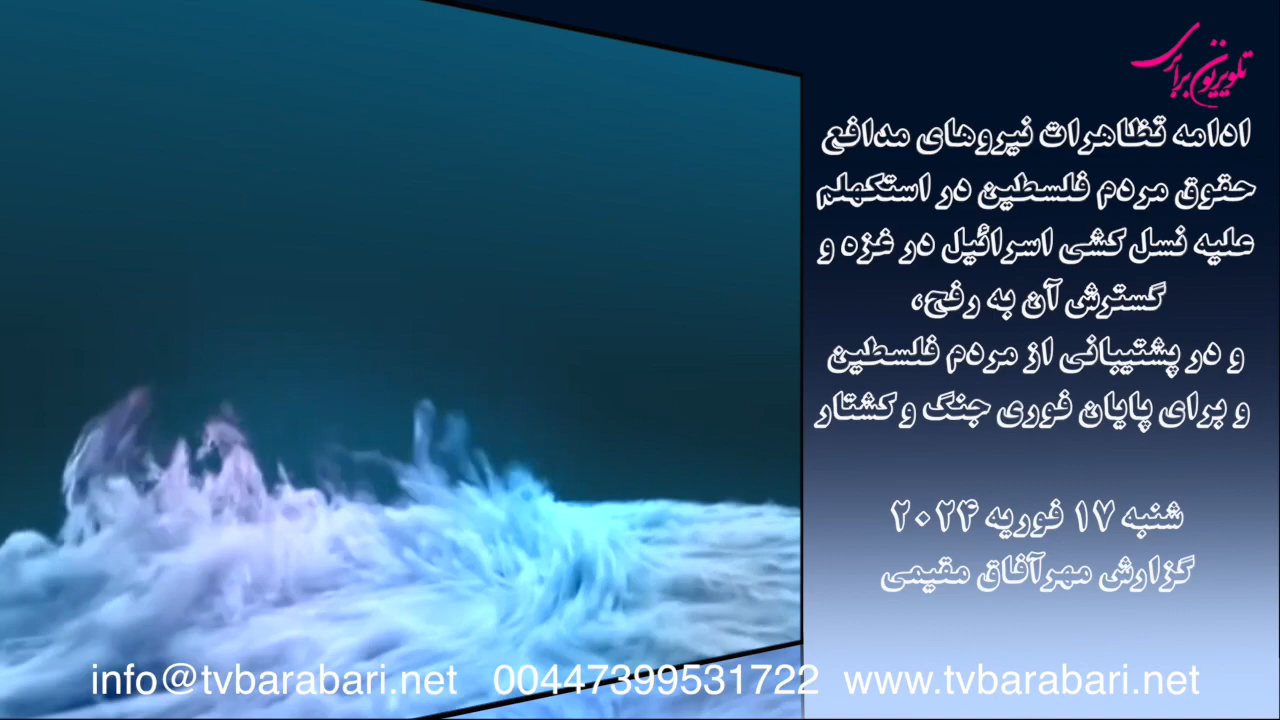 تلویزیون برابری
ادامه تظاهرات نیروهای مدافع
حقوق مردم فلسطین در استکهلم
علیه نسل کشی اسرائیل در غزه و
گسترش آن به رفح،
و در پشتیبانی از مردم فلسطین
و برای پایان فوری جنگ و کشتار
شنبه ۱۷ فوریه ۲۰۲۴
گزارش مهرآفاق مقیمی
info@tvbarabari.net 00447399531722 www.tvbarabari.net